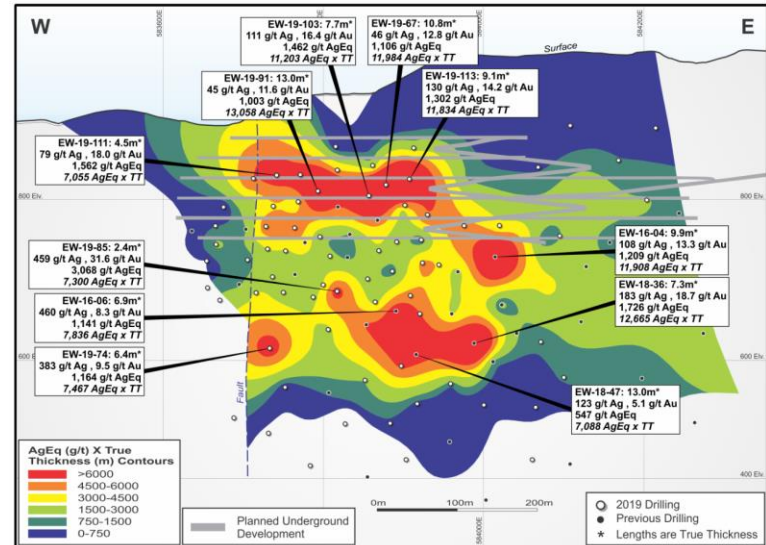 W
E
583600E
584000E
584200E
Surface
EW-19-103: 7.7m*
111 g/t Ag , 16.4 g/t Au
1,462 g/t AgEq
11,203 AgEq x TT
EW-19-67: 10.8m*
46 g/t Ag , 12.8 g/t Au
1,106 g/t AgEq
11,984 AgEq x TT
EW-19-91: 13.0m*
45 g/t Ag , 11.6 g/t Au
1,003 g/t AgEq
13,058 AgEq x TT
EW-19-113: 9.1m*
130 g/t Ag , 14.2 g/t Au
1,302 g/t AgEq
11,834 AgEq x TT
EW-19-111: 4.5m*
79 g/t Ag , 18.0 g/t Au
1,562 g/t AgEq
7,055 AgEq x TT
800 Elv.
800 Elv.
EW-19-85: 2.4m*
459 g/t Ag , 31.6 g/t Au
3,068 g/t AgEq
7,300 AgEq x TT
EW-16-04: 9.9m*
108 g/t Ag , 13.3 g/t Au
1,209 g/t AgEq
11,908 AgEq x TT
EW-16-06: 6.9m*
460 g/t Ag , 8.3 g/t Au
1,141 g/t AgEq
7,836 AgEq x TT
EW-18-36: 7.3m*
183 g/t Ag , 18.7 g/t Au
1,726 g/t AgEq
12,665 AgEq x TT
EW-19-74: 6.4m*
383 g/t Ag , 9.5 g/t Au
1,164 g/t AgEq
7,467 AgEq x TT
600 Elv.
EW-18-47: 13.0m*
123 g/t Ag , 5.1 g/t Au
547 g/t AgEq
7,088 AgEq x TT
Fault
AgEq (g/t) X True
Thickness (m) Contours
>6000
4500-6000
3000-4500
1500-3000
750-1500
0-750
400 Elv.
400 Elv.
0m 100m 200m
Planned Underground
Development
584000E
2019 Drilling
Previous Drilling
* Lengths are True Thickness